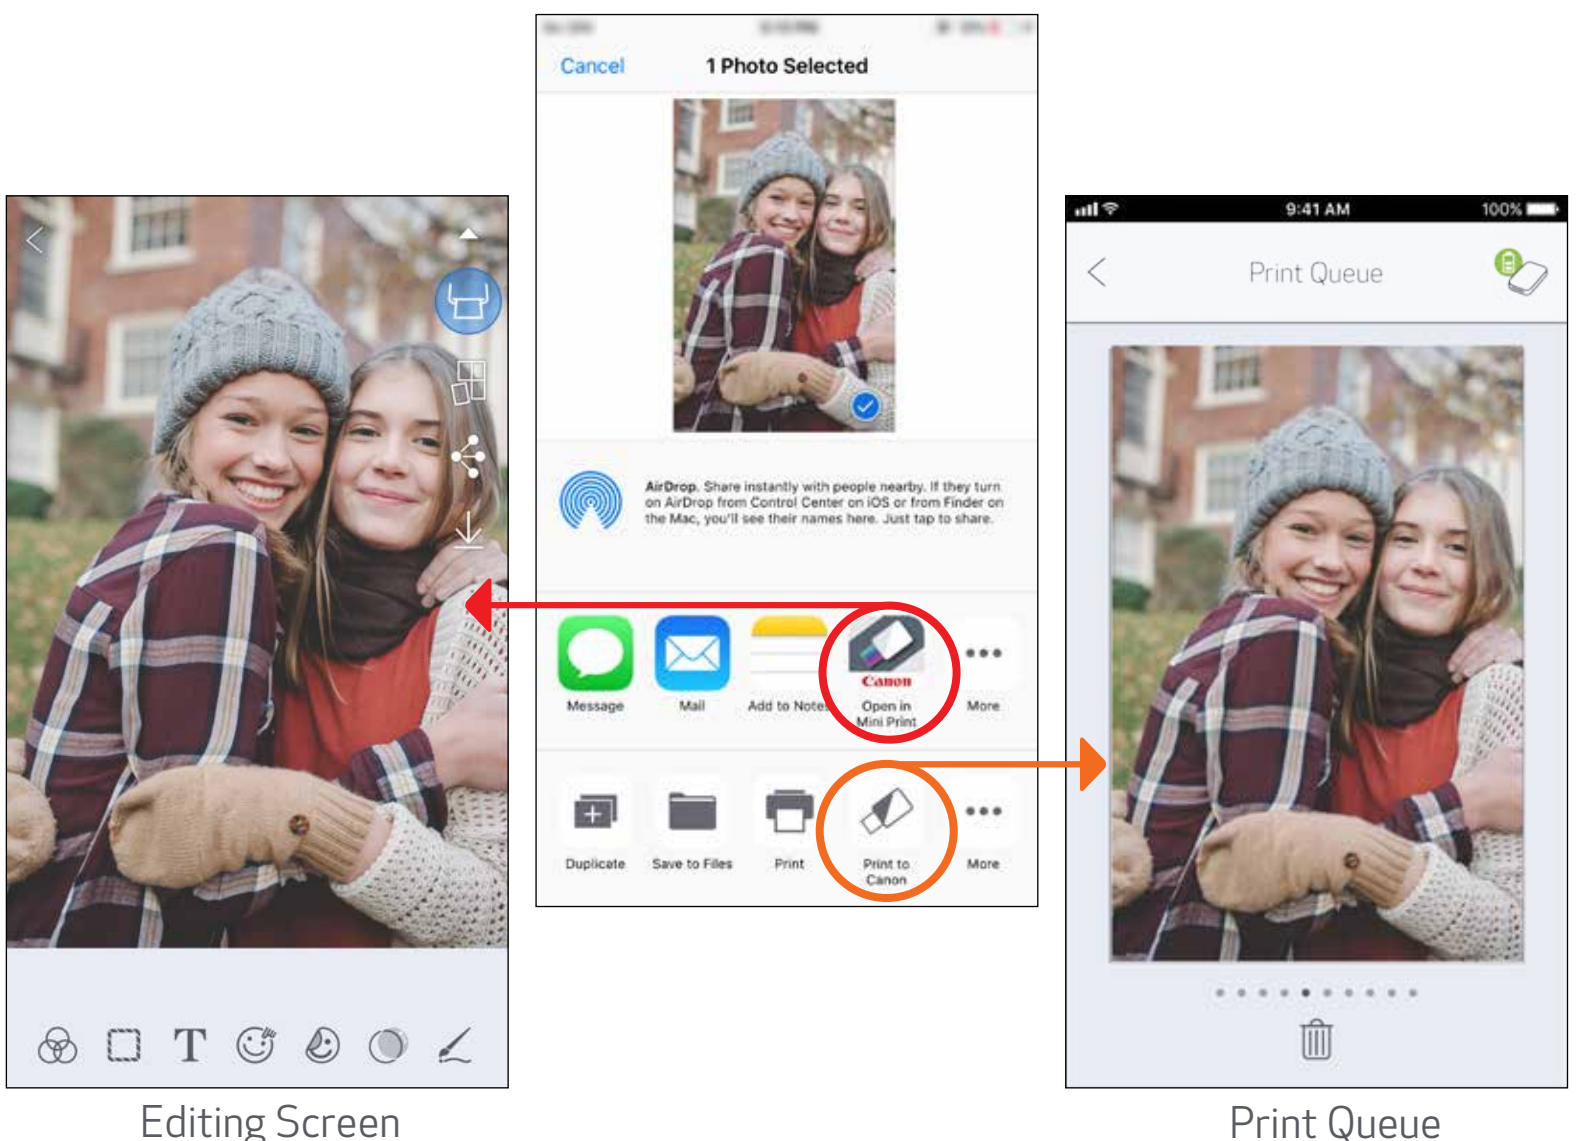 Cancel
1 Photo Selected
AirDrop. Share instantly with people nearby. If they turn
on AirDrop from Control Center on iOS or from Finder on
the Mac, you'll see their names here. Just tap to share.
Canon
Message
Mail
Add to Notes
Open in
Mini Print
More
Duplicate
Save to Files
Print
Print to
Canon
More
T
Editing Screen
9:41 AM
100%
Print Queue
Print Queue